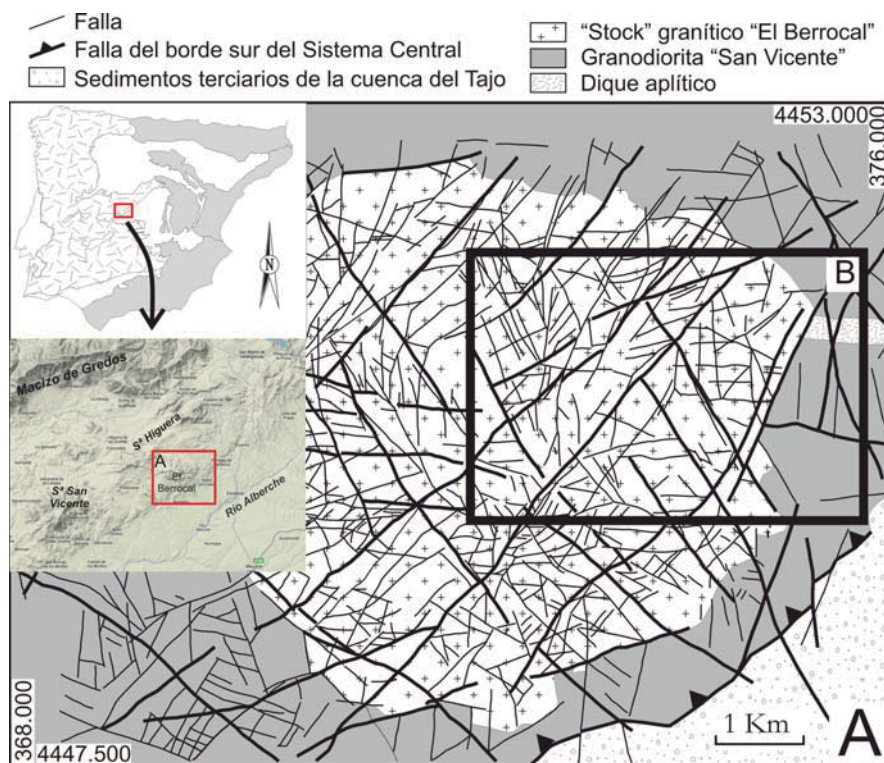 Falla
Falla del borde sur del Sistema Central
Sedimentos terciarios de la cuenca del Tajo
“Stock” granítico “El Berrocal”
Granodiorita “San Vicente”
Dique aplítico
4453.000
376.000
N
B
Macizo de Gredos
Sª Higuera
A
El
Berrocal
Sª San
Vicente
Río Alberche
368.000
4447.500
1 Km
A